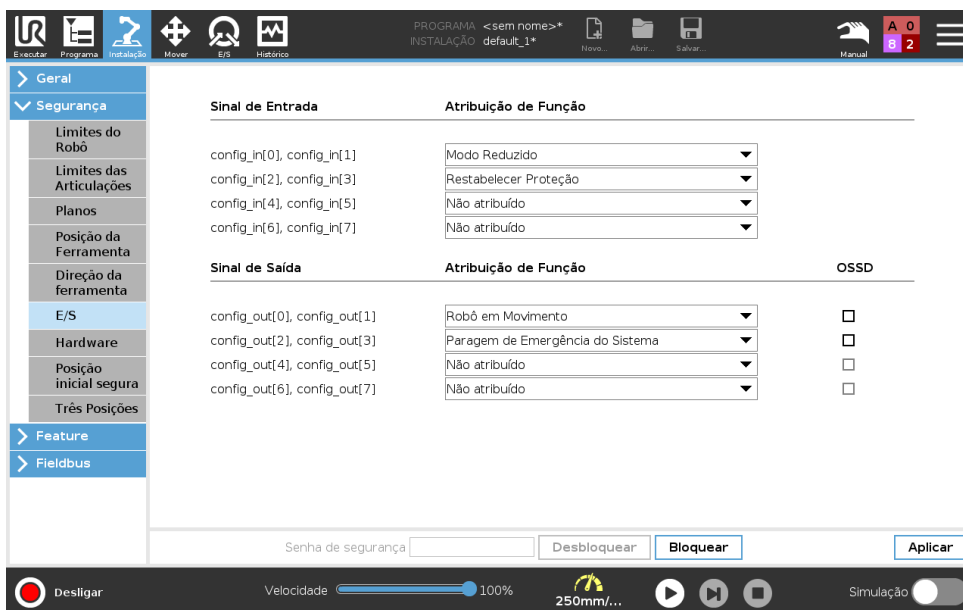 PROGRAMA <sem nome>*
INSTALAÇÃO default_1*
Executar Programa Instalação Mover E/S Histórico Novo... Abrir... Salvar... Manual
A 0
B 2
Geral
Segurança
Limites do
Robô
Limites das
Articulações
Planos
Posição da
Ferramenta
Direção da
ferramenta
E/S
Hardware
Posição
inicial segura
Três Posições
Feature
Fieldbus
Sinal de Entrada Atribuição de Função
config_in[0], config_in[1] Modo Reduzido
config_in[2], config_in[3] Restabelecer Proteção
config_in[4], config_in[5] Não atribuído
config_in[6], config_in[7] Não atribuído
Sinal de Saída Atribuição de Função OSSD
config_out[0], config_out[1] Robô em Movimento
config_out[2], config_out[3] Paragem de Emergência do Sistema
config_out[4], config_out[5] Não atribuído
config_out[6], config_out[7] Não atribuído
Senha de segurança Desbloquear Bloquear Aplicar
Desligar Velocidade 100% 250mm/... Simulação